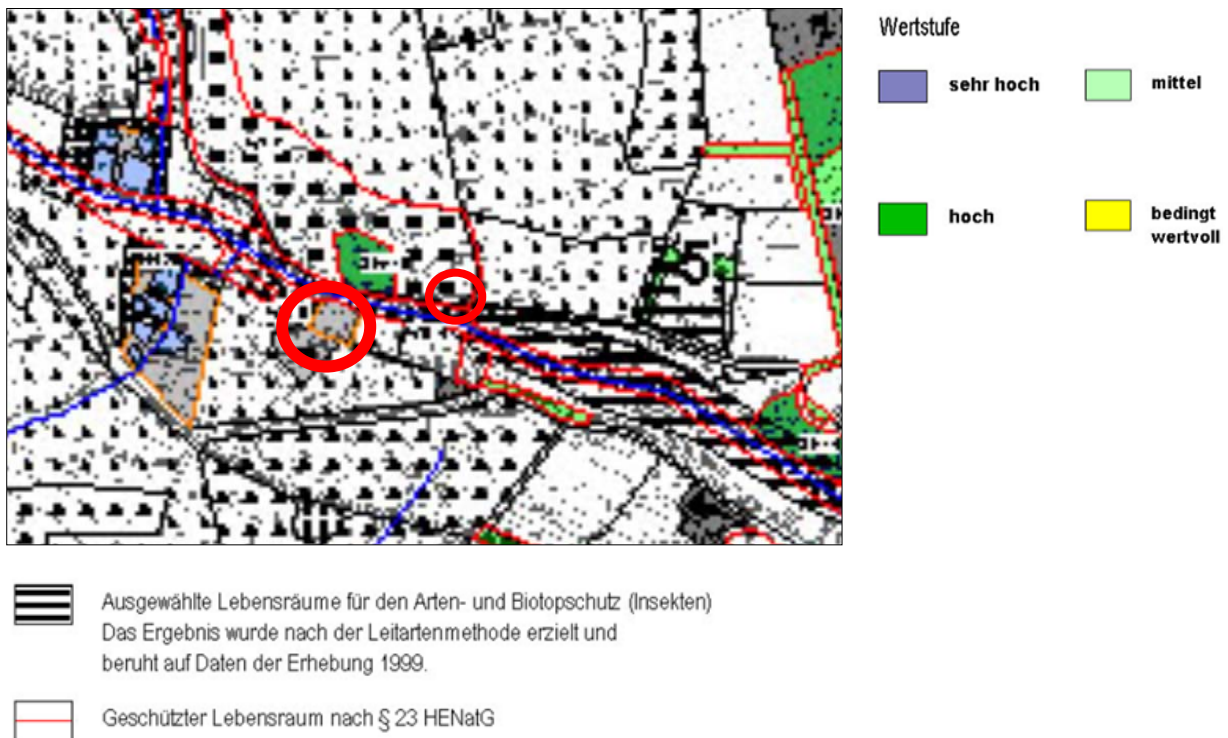 Wertstufe
sehr hoch
mittel
hoch
bedingt
wertvoll
Ausgewählte Lebensräume für den Arten- und Biotopschutz (Insekten)
Das Ergebnis wurde nach der Leitartenmethode erzielt und
beruht auf Daten der Erhebung 1999.
Geschützter Lebensraum nach § 23 HENatG